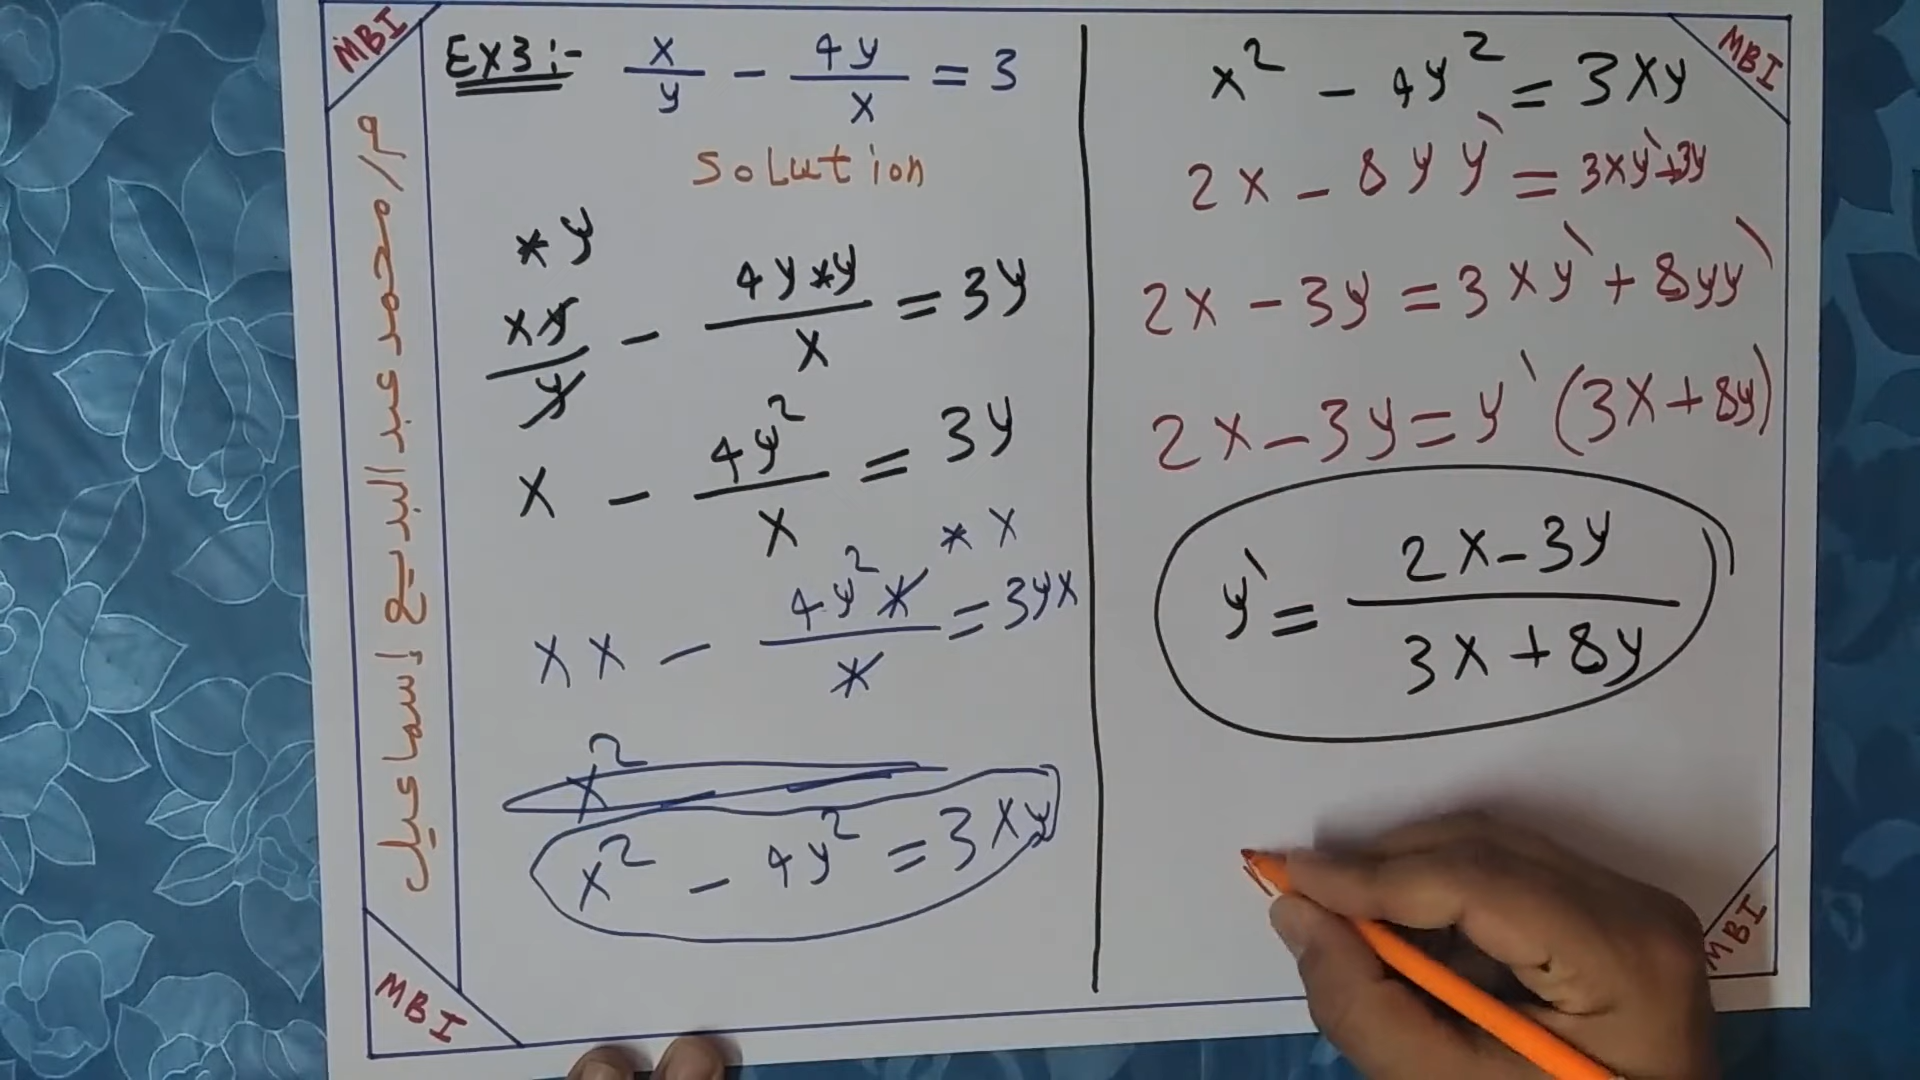 MBI
م/محمد عبد البديع إسماعيل
MBI
EX3:- x/y - 4y/x = 3
Solution
* y
xy/y - 4y*y/x = 3y
x - 4y²/x = 3y
* x
xx - 4y²x/x = 3yx
x²
x² - 4y² = 3xy
x² - 4y² = 3xy
2x - 8yy` = 3xy`+3y
2x - 3y = 3xy` + 8yy`
2x - 3y = y` (3x + 8y)
y` = 2x-3y/3x+8y
MBI
MBI